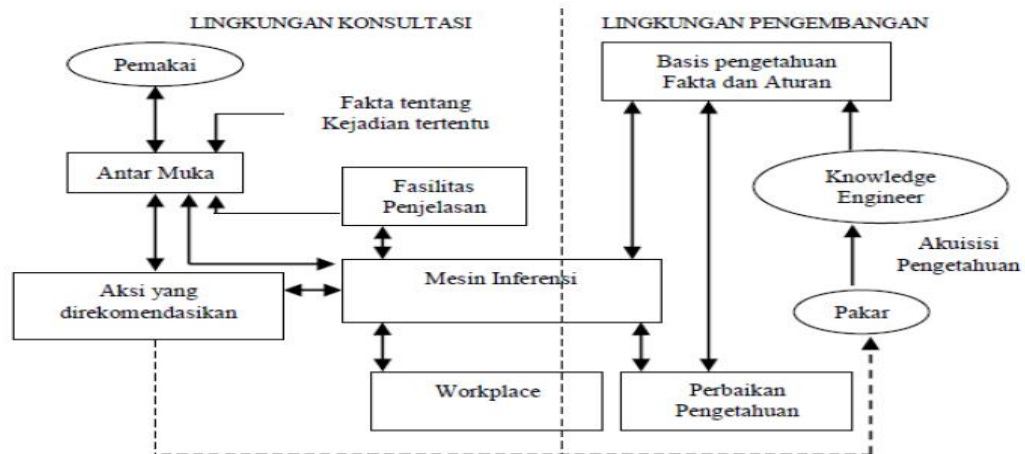 LINGKUNGAN KONSULTASI
LINGKUNGAN PENGEMBANGAN
Pemakai
Basis pengetahuan
Fakta dan Aturan
Fakta tentang
Kejadian tertentu
Antar Muka
Fasilitas
Penjelasan
Knowledge
Engineer
Akuisisi
Pengetahuan
Mesin Inferensi
Aksi yang
direkomendasikan
Pakar
Workplace
Perbaikan
Pengetahuan